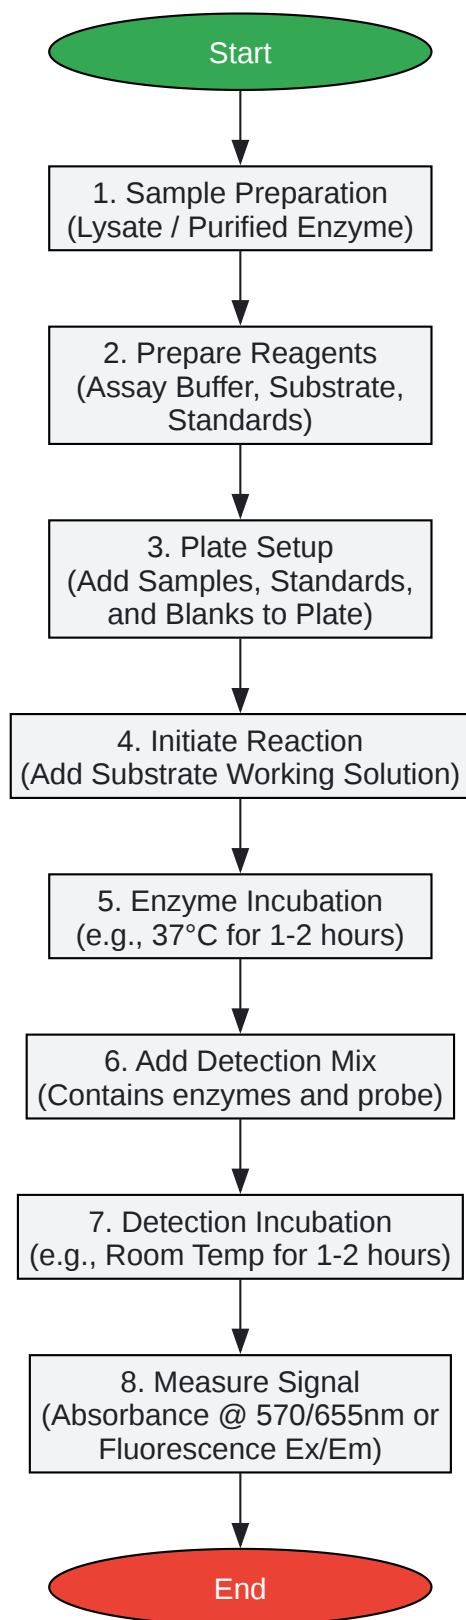 Start
1. Sample Preparation
(Lysate / Purified Enzyme)
2. Prepare Reagents
(Assay Buffer, Substrate,
Standards)
3. Plate Setup
(Add Samples, Standards,
and Blanks to Plate)
4. Initiate Reaction
(Add Substrate Working Solution)
5. Enzyme Incubation
(e.g., 37°C for 1-2 hours)
6. Add Detection Mix
(Contains enzymes and probe)
7. Detection Incubation
(e.g., Room Temp for 1-2 hours)
8. Measure Signal
(Absorbance @ 570/655nm or
Fluorescence Ex/Em)
End